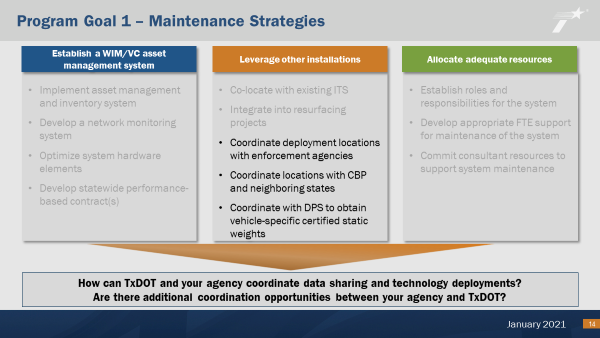 Program Goal 1 – Maintenance Strategies
Establish a WIM/VC asset
management system
• Implement asset management
and inventory system
• Develop a network monitoring
system
• Optimize system hardware
elements
• Develop statewide performance-
based contract(s)
Leverage other installations
• Co-locate with existing ITS
• Integrate into resurfacing
projects
• Coordinate deployment locations
with enforcement agencies
• Coordinate locations with CBP
and neighboring states
• Coordinate with DPS to obtain
vehicle-specific certified static
weights
Allocate adequate resources
• Establish roles and
responsibilities for the system
• Develop appropriate FTE support
for maintenance of the system
• Commit consultant resources to
support system maintenance
How can TxDOT and your agency coordinate data sharing and technology deployments?
Are there additional coordination opportunities between your agency and TxDOT?
January 2021
14